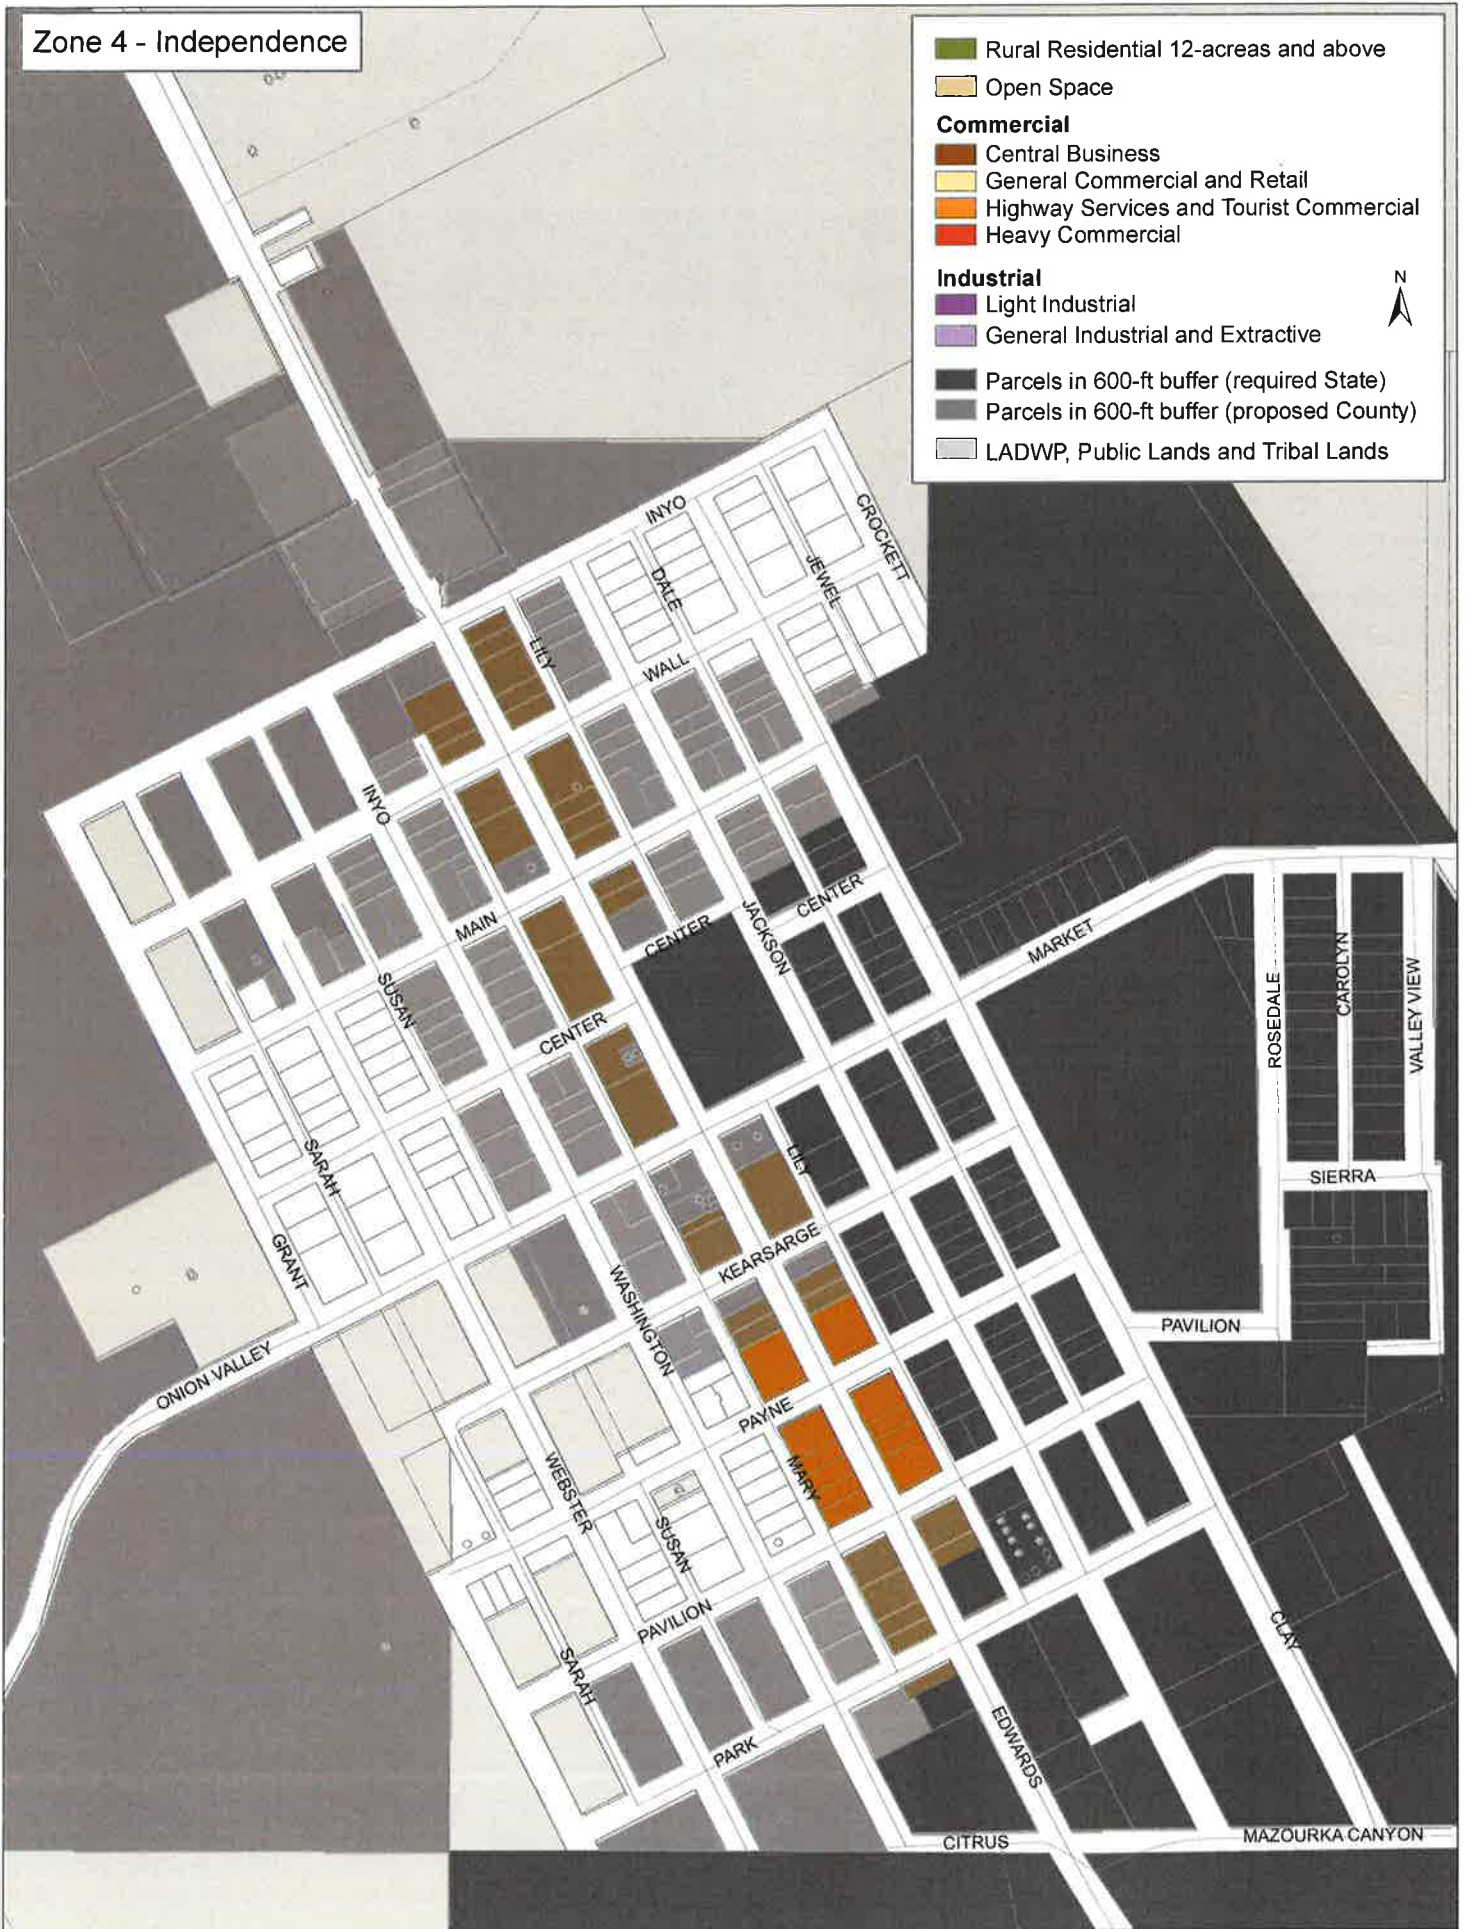 Zone 4 - Independence
Rural Residential 12-acreas and above
Open Space
Commercial
Central Business
General Commercial and Retail
Highway Services and Tourist Commercial
Heavy Commercial
Industrial
Light Industrial
General Industrial and Extractive
N
Parcels in 600-ft buffer (required State)
Parcels in 600-ft buffer (proposed County)
LADWP, Public Lands and Tribal Lands
INYO
CROCKETT
DALE
JEWEL
LILY
WALL
INYO
MAIN
CENTER
CENTER
JACKSON
MARKET
SUSAN
CENTER
ROSEDALE
CAROLYN
VALLEY VIEW
SARAH
LILY
SIERRA
GRANT
KEARSARGE
WASHINGTON
PAVILION
ONION VALLEY
PAYNE
MARY
WEBSTER
SUSAN
PAVILION
SARAH
CLAY
PARK
EDWARDS
CITRUS
MAZOURKA CANYON